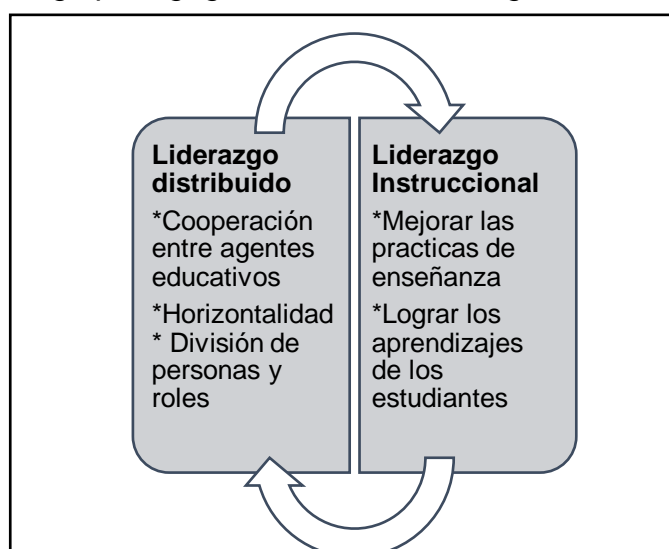 Liderazgo
distribuido
*Cooperación
entre agentes
educativos
*Horizontalidad
* División de
personas y
roles
Liderazgo
Instruccional
*Mejorar las
practicas de
enseñanza
*Lograr los
aprendizajes
de los
estudiantes